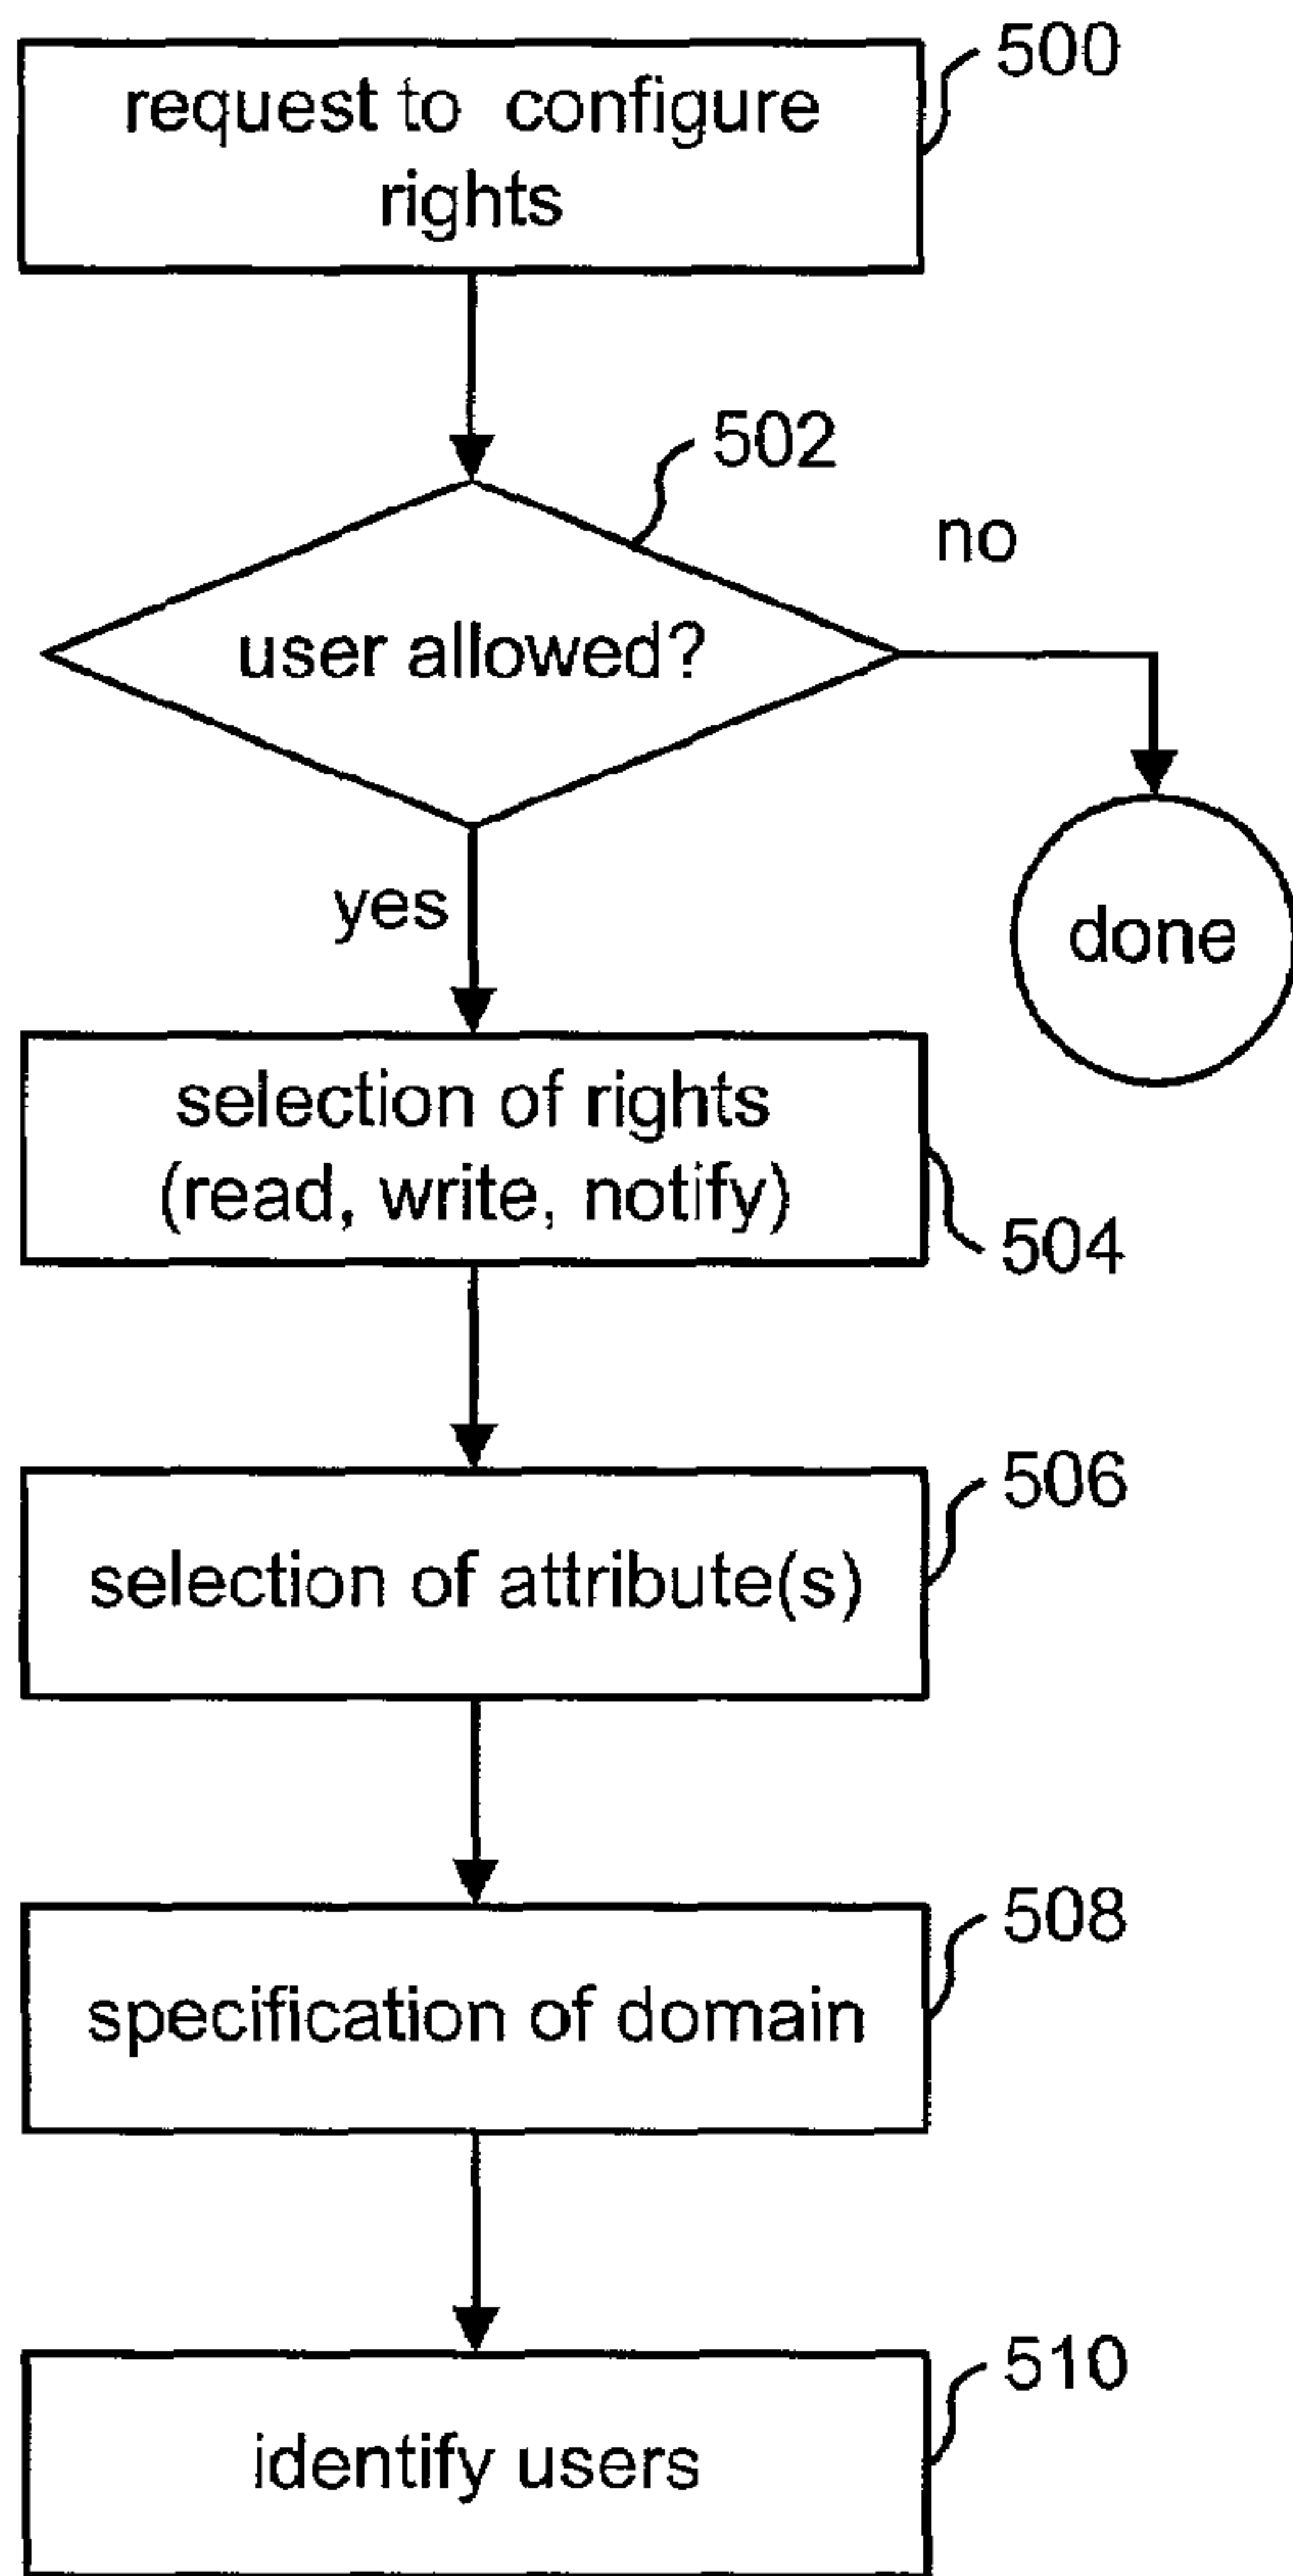 500
request to configure
rights
502
no
user allowed?
yes
done
selection of rights
(read, write, notify)
504
506
selection of attribute(s)
508
specification of domain
510
identify users